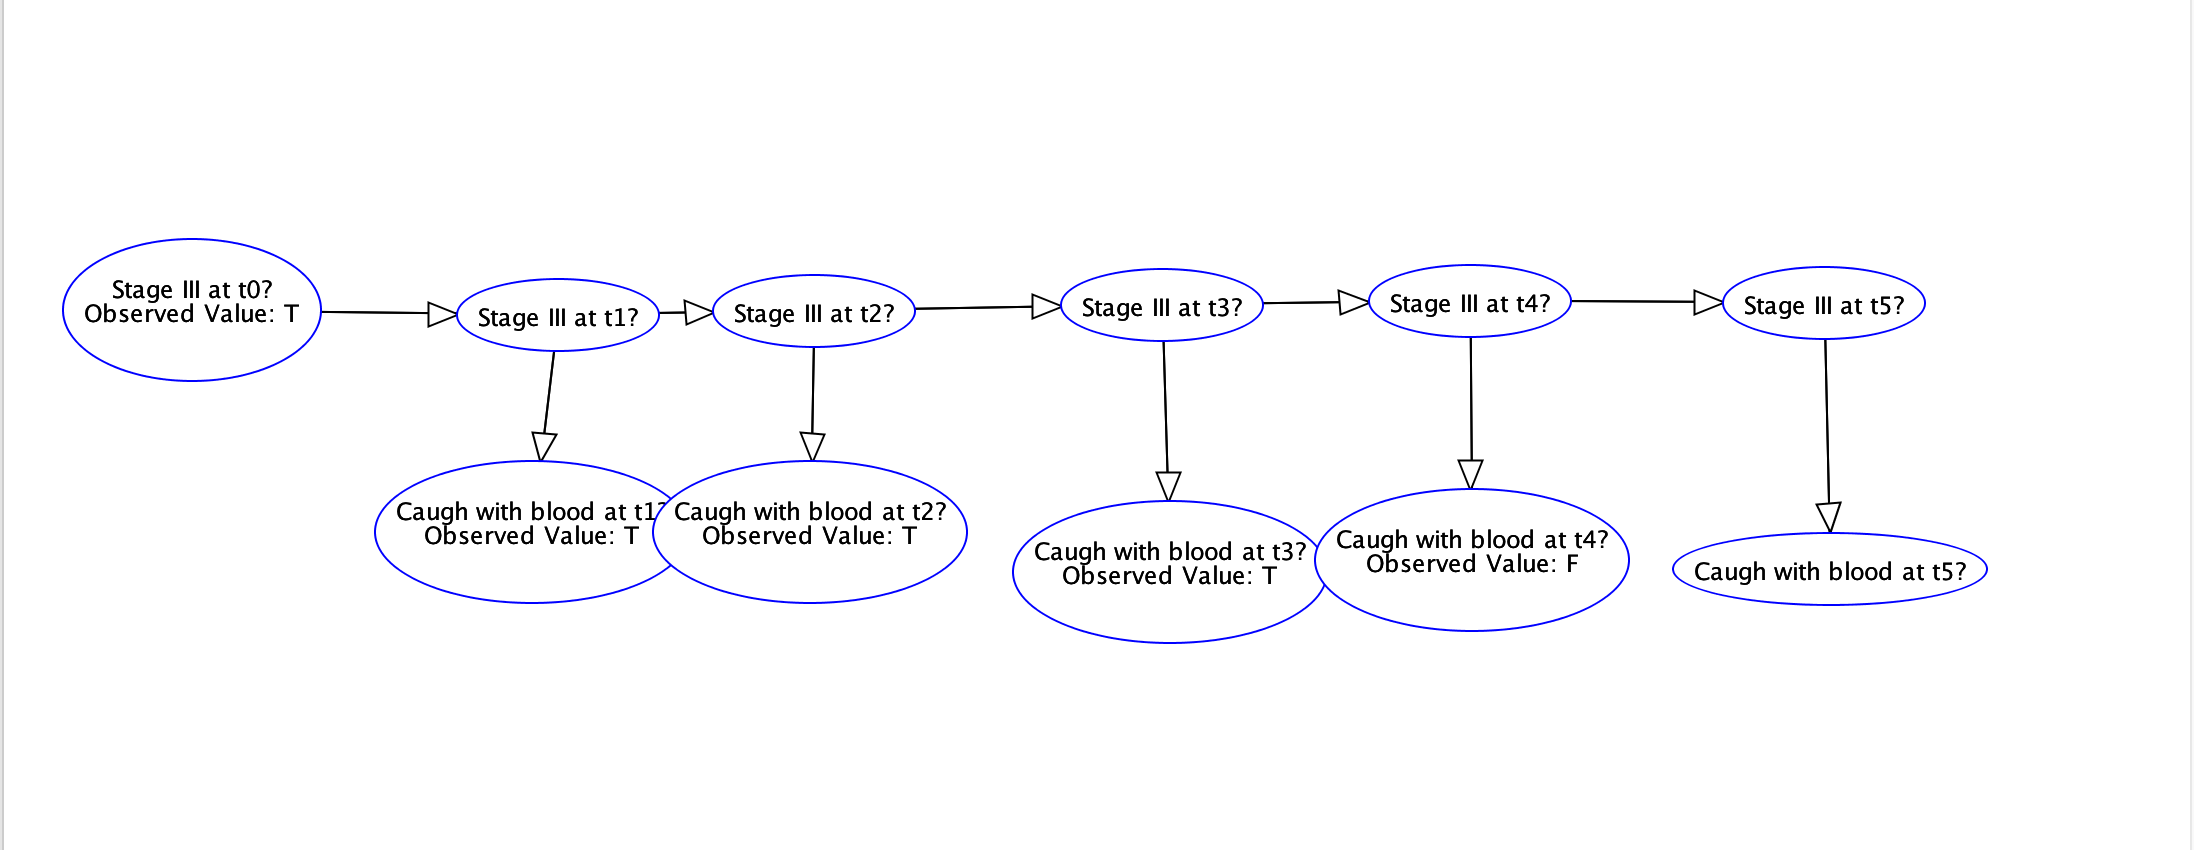 Stage III at t0?
Observed Value: T
Stage III at t1?
Stage III at t2?
Stage III at t3?
Stage III at t4?
Stage III at t5?
Caugh with blood at t1?
Observed Value: T
Caugh with blood at t2?
Observed Value: T
Caugh with blood at t3?
Observed Value: T
Caugh with blood at t4?
Observed Value: F
Caugh with blood at t5?